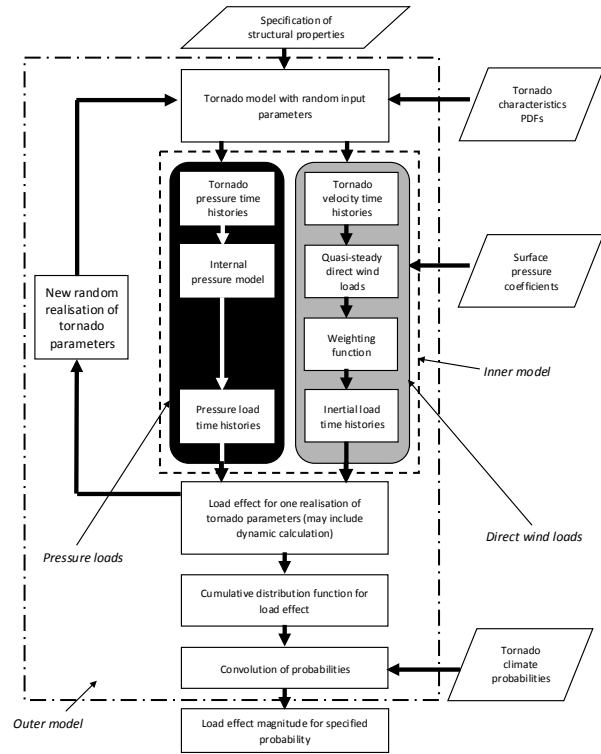 Specification of
structural properties
Tornado model with random input
parameters
Tornado
characteristics
PDFs
Tornado
pressure time
histories
Tornado
velocity time
histories
Internal
pressure model
Quasi-steady
direct wind
loads
Surface
pressure
coefficients
New random
realisation of
tornado
parameters
Weighting
function
Inner model
Pressure load
time histories
Inertial load
time histories
Load effect for one realisation of
tornado parameters (may include
dynamic calculation)
Pressure loads
Direct wind loads
Cumulative distribution function for
load effect
Convolution of probabilities
Tornado
climate
probabilities
Outer model
Load effect magnitude for specified
probability